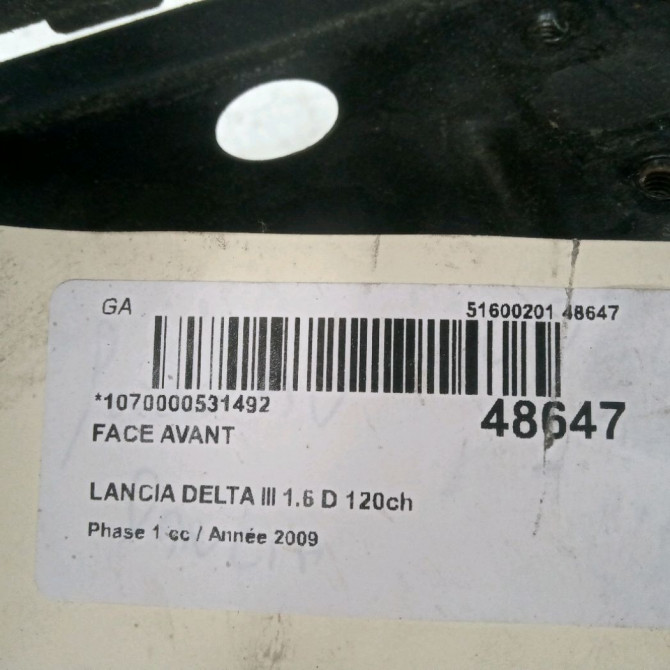 GA 51600201 48647
*1070000531492 48647
FACE AVANT
LANCIA DELTA III 1.6 D 120ch
Phase 1 cc / Année 2009